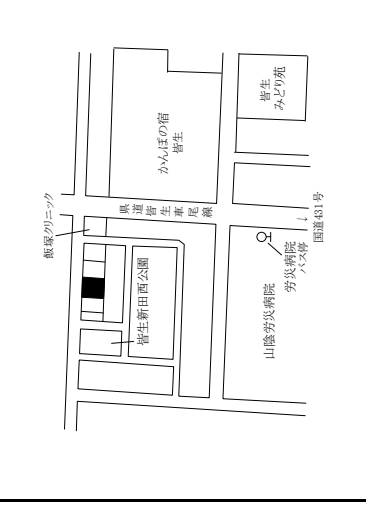 皆生
みどり苑
かんぽの宿
皆生
飯塚クリニック
県道皆生車尾線
↓
国道431号
労災病院
バス停
皆生新田西公園
山陰労災病院